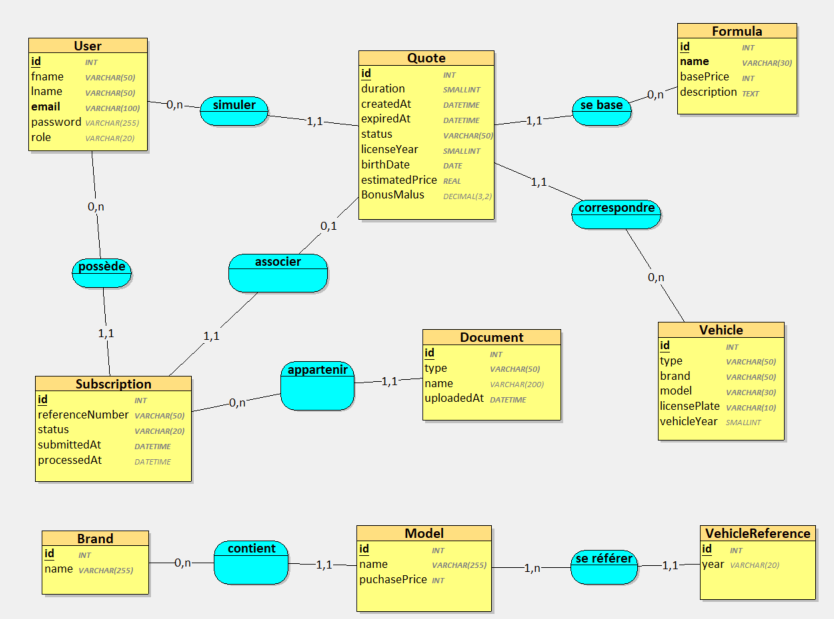 User
id INT
fname VARCHAR(50)
lname VARCHAR(50)
email VARCHAR(100)
password VARCHAR(255)
role VARCHAR(20)
0,n
simuler
1,1
Quote
id INT
duration SMALLINT
createdAt DATETIME
expiredAt DATETIME
status VARCHAR(50)
licenseYear SMALLINT
birthDate DATE
estimatedPrice REAL
BonusMalus DECIMAL(3,2)
1,1
se base
0,n
Formula
id INT
name VARCHAR(30)
basePrice INT
description TEXT
1,1
correspondre
0,n
0,n
possède
1,1
0,1
associer
1,1
Vehicle
id INT
type VARCHAR(50)
brand VARCHAR(50)
model VARCHAR(30)
licensePlate VARCHAR(10)
vehicleYear SMALLINT
Document
id INT
type VARCHAR(50)
name VARCHAR(200)
uploadedAt DATETIME
Subscription
id INT
referenceNumber VARCHAR(50)
status VARCHAR(20)
submittedAt DATETIME
processedAt DATETIME
0,n
appartenir
1,1
Brand
id INT
name VARCHAR(255)
0,n
contient
1,1
Model
id INT
name VARCHAR(255)
puchasePrice INT
1,n
se référer
1,1
VehicleReference
id INT
year VARCHAR(20)